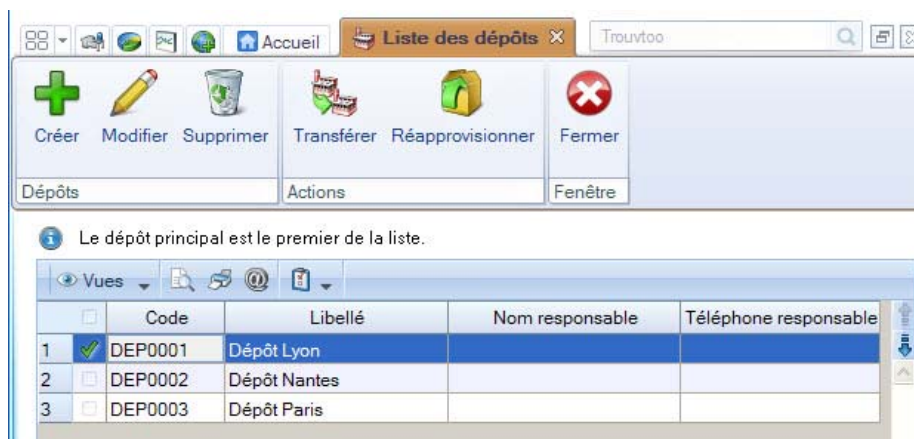 Accueil Liste des dépôts Trouvtoo
Créer Modifier Supprimer Transférer Réapprovisionner Fermer
Dépôts Actions Fenêtre
Le dépôt principal est le premier de la liste.
Vues
Code Libellé Nom responsable Téléphone responsable
1 DEP0001 Dépôt Lyon
2 DEP0002 Dépôt Nantes
3 DEP0003 Dépôt Paris